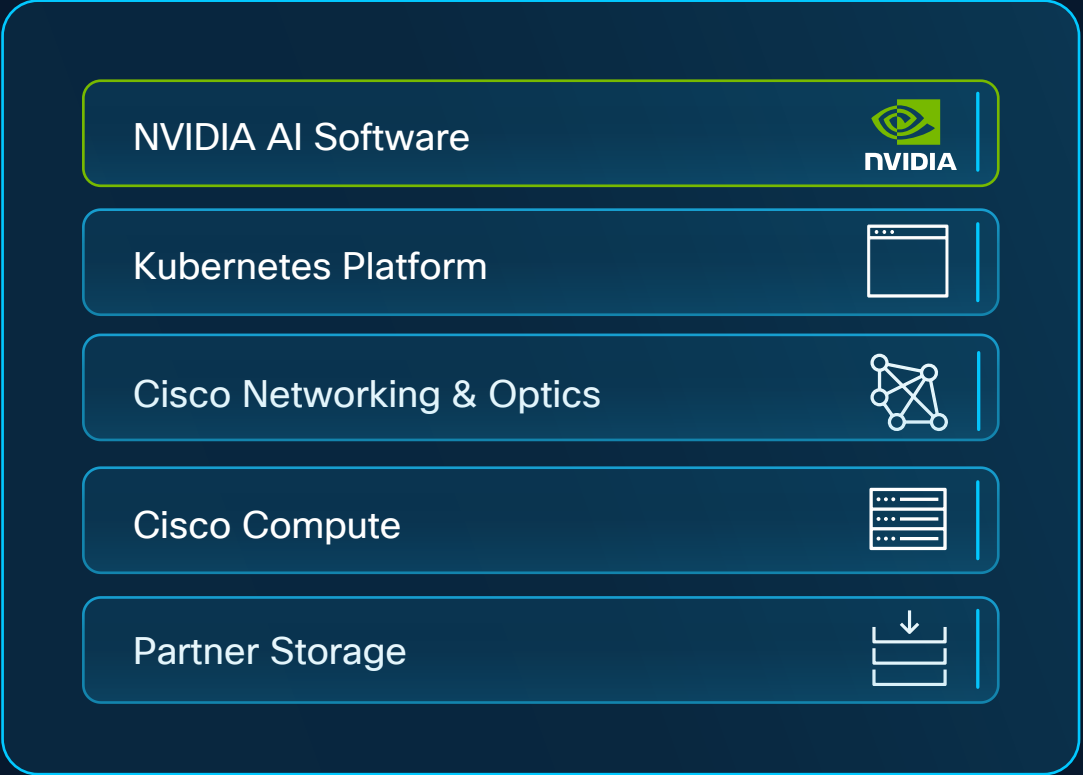 NVIDIA AI Software
NVIDIA
Kubernetes Platform
Cisco Networking & Optics
Cisco Compute
Partner Storage